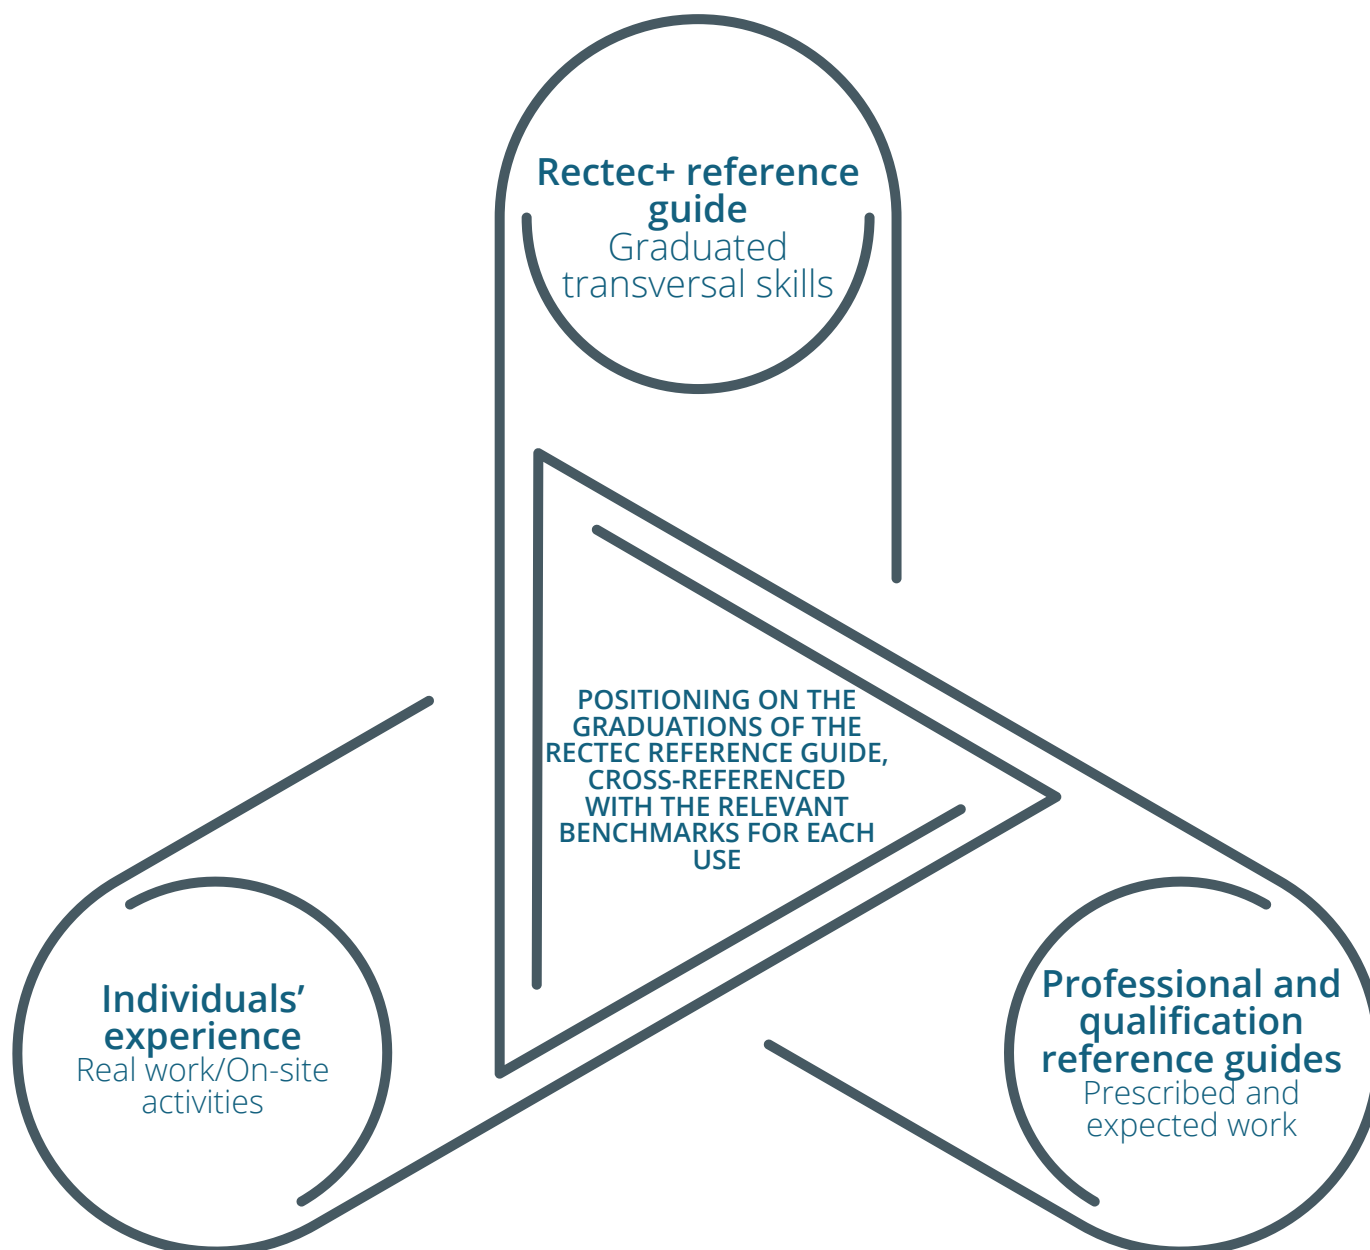 Rectec+ reference
guide
Graduated
transversal skills
POSITIONING ON THE
GRADUATIONS OF THE
RECTEC REFERENCE GUIDE,
CROSS-REFERENCED
WITH THE RELEVANT
BENCHMARKS FOR EACH
USE
Individuals’
experience
Real work/On-site
activities
Professional and
qualification
reference guides
Prescribed and
expected work